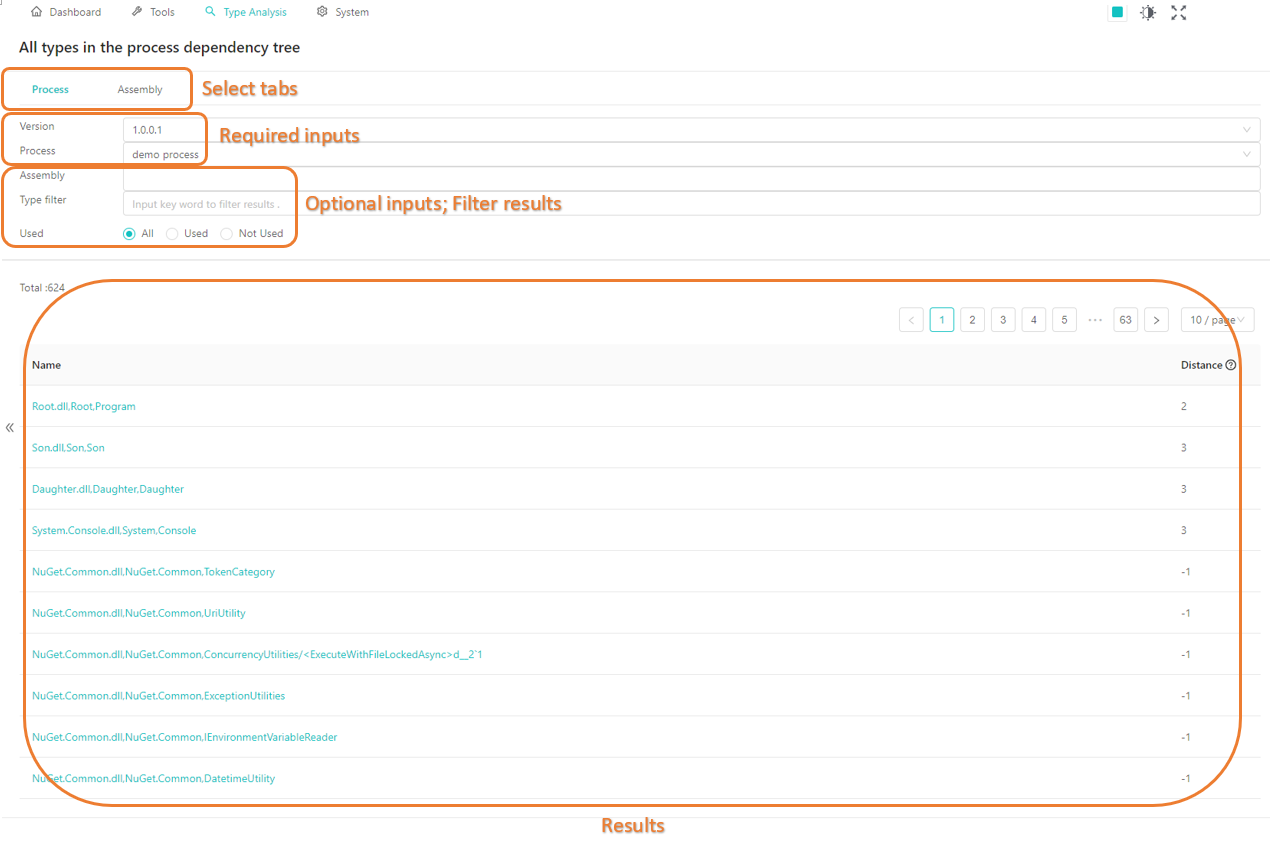 Dashboard Tools Type Analysis System
All types in the process dependency tree
Process Assembly Select tabs
Version 1.0.0.1
Required inputs
Process demo process
Assembly
Type filter Input key word to filter results . Optional inputs; Filter results
Used All Used Not Used
Total :624
< 1 2 3 4 5 ••• 63 > 10 / page
Name Distance
Root.dll,Root.Program 2
Son.dll,Son.Son 3
Daughter.dll,Daughter.Daughter 3
System.Console.dll,System.Console 3
NuGet.Common.dll,NuGet.Common.TokenCategory -1
NuGet.Common.dll,NuGet.Common.UriUtility -1
NuGet.Common.dll,NuGet.Common.ConcurrencyUtilities/<ExecuteWithFileLockedAsync>d__2`1 -1
NuGet.Common.dll,NuGet.Common.ExceptionUtilities -1
NuGet.Common.dll,NuGet.Common.IEnvironmentVariableReader -1
NuGet.Common.dll,NuGet.Common.DatetimeUtility -1
Results